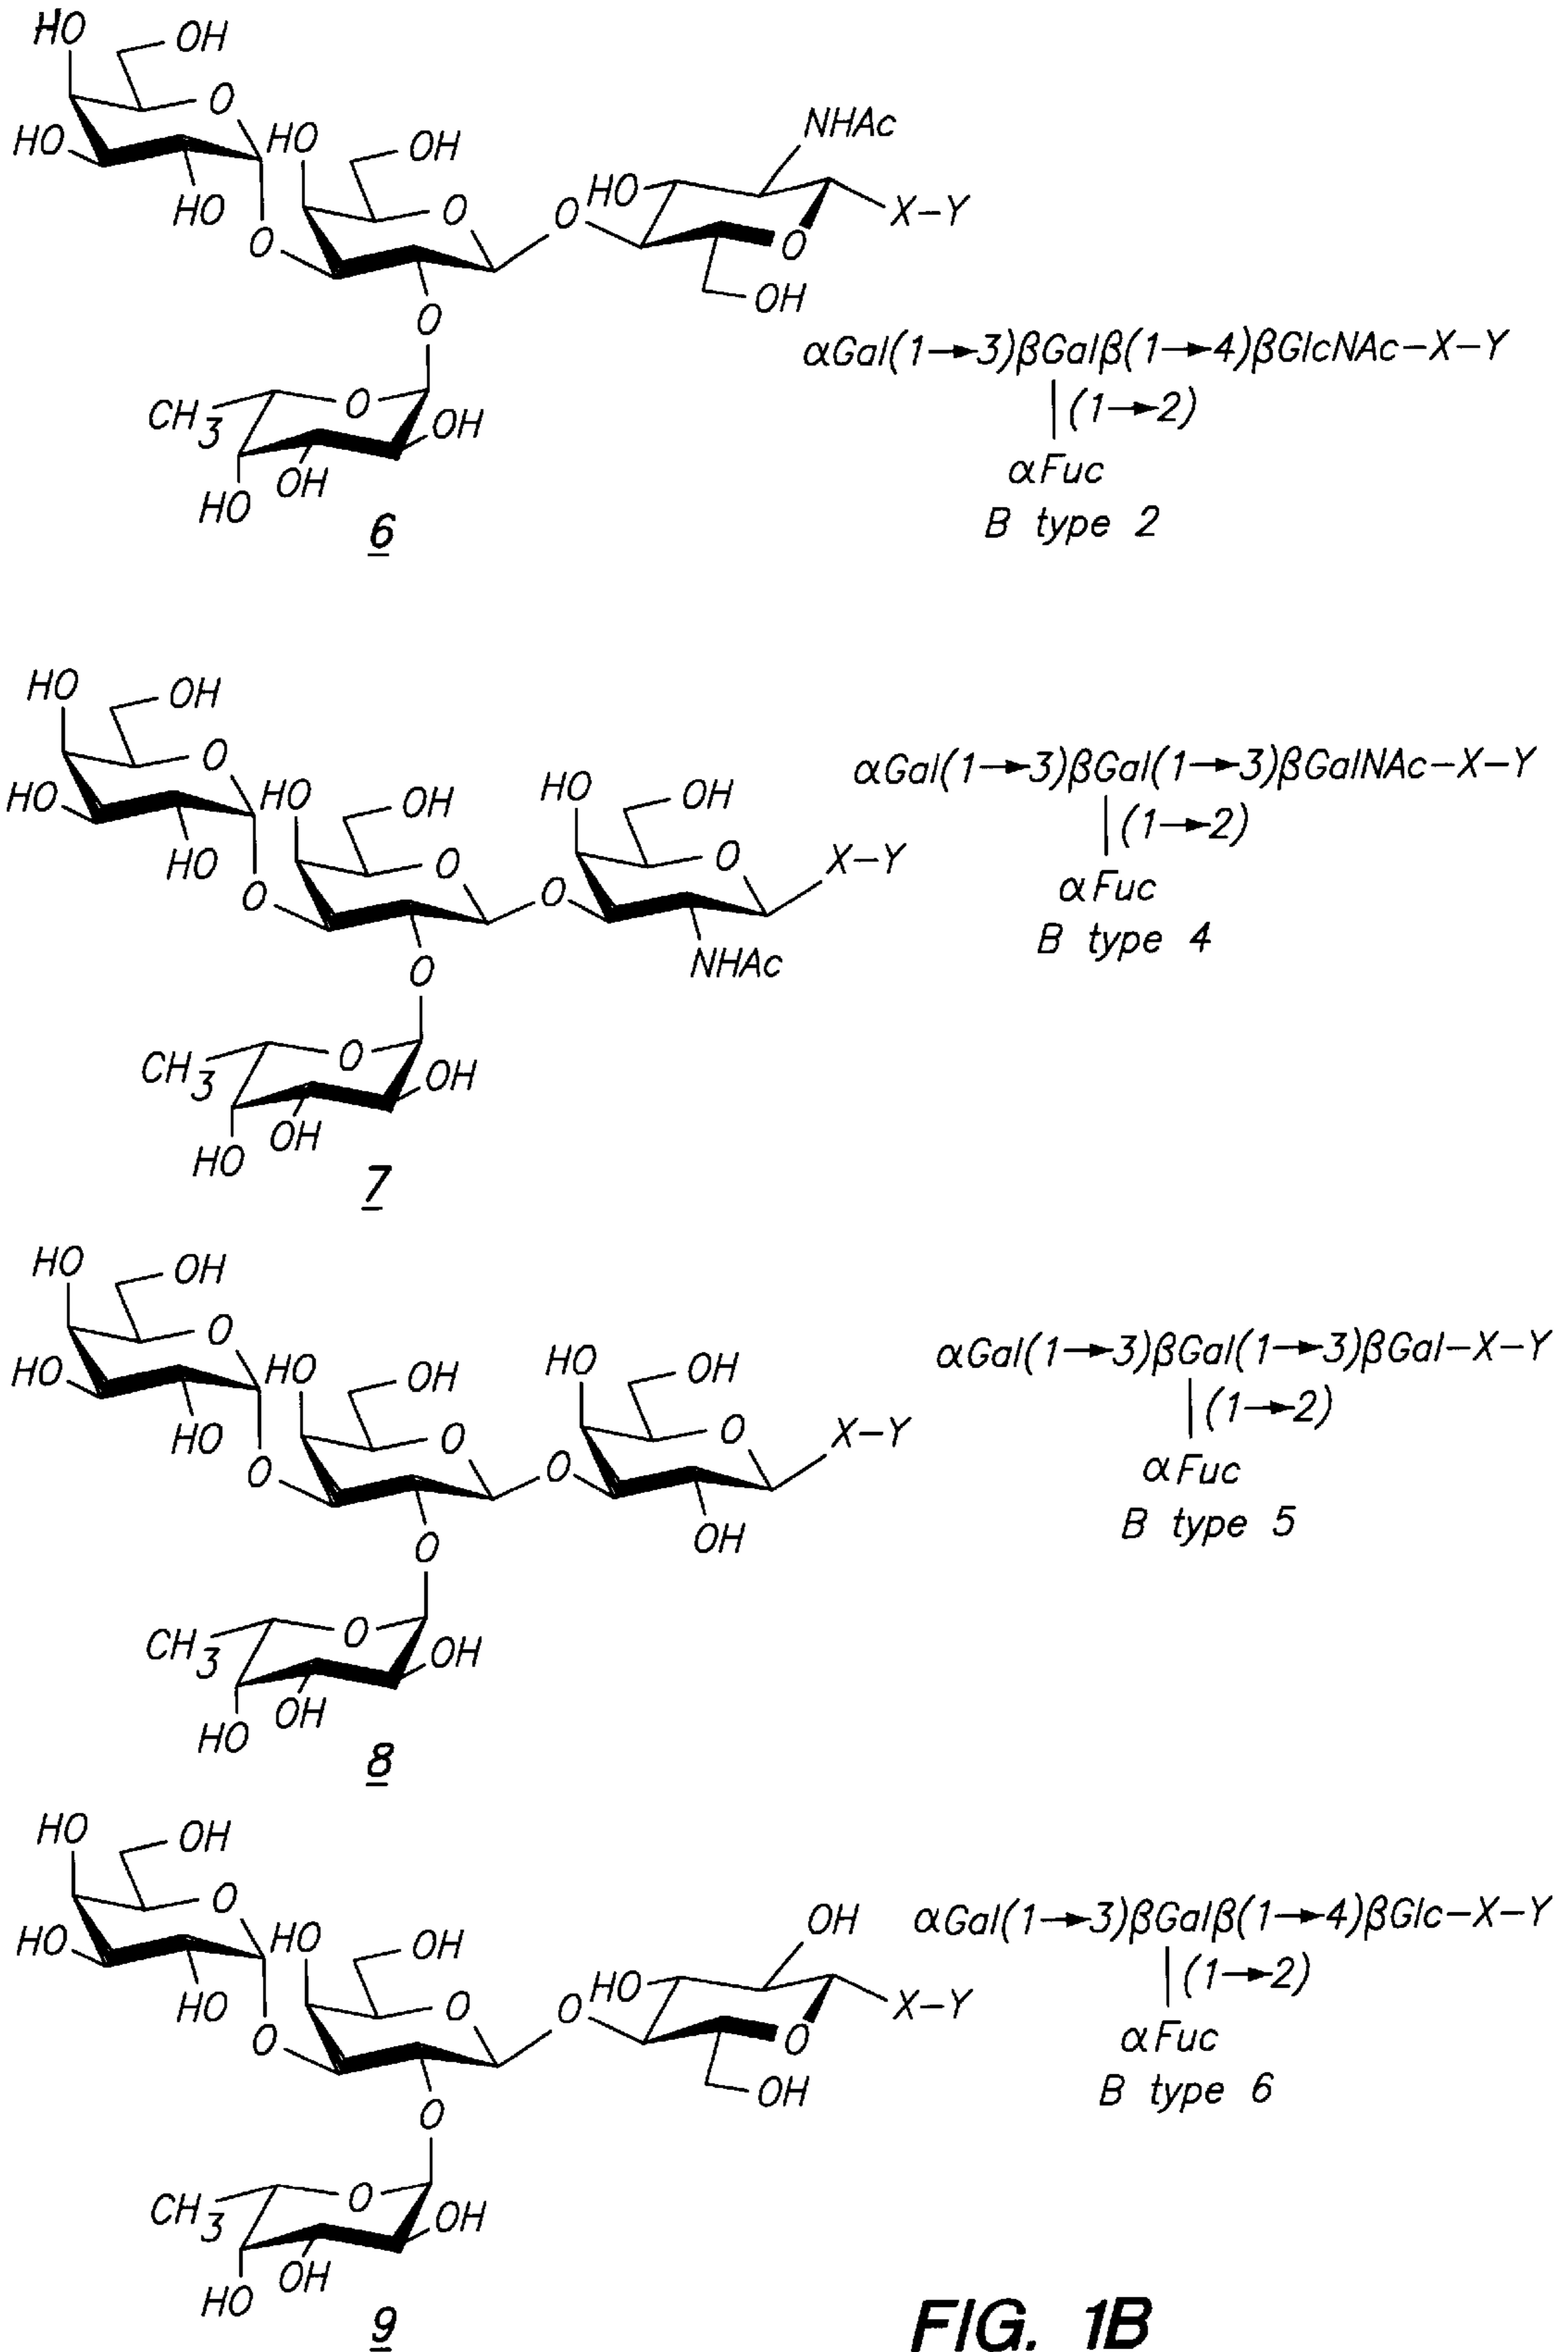 HO OH
O
HO HO OH NHAc
HO O O HO X-Y
O O
OH
O
αGal(1→3)βGalβ(1→4)βGlcNAc-X-Y
(1→2)
CH3 O OH
αFuc
HO OH
B type 2
6
HO OH
αGal(1→3)βGal(1→3)βGalNAc-X-Y
O
HO HO OH HO OH
(1→2)
HO O O X-Y
O O
αFuc
B type 4
NHAc
O
CH3 O OH
OH
HO
7
HO OH
O
αGal(1→3)βGal(1→3)βGal-X-Y
HO HO OH HO OH
(1→2)
HO O O X-Y
O O
αFuc
B type 5
OH
O
CH3 O OH
OH
HO
8
HO OH
O
OH
αGal(1→3)βGalβ(1→4)βGlc-X-Y
HO HO OH
(1→2)
HO O O HO X-Y
O O
αFuc
OH
B type 6
O
CH3 O OH
OH
HO
9
FIG. 1B